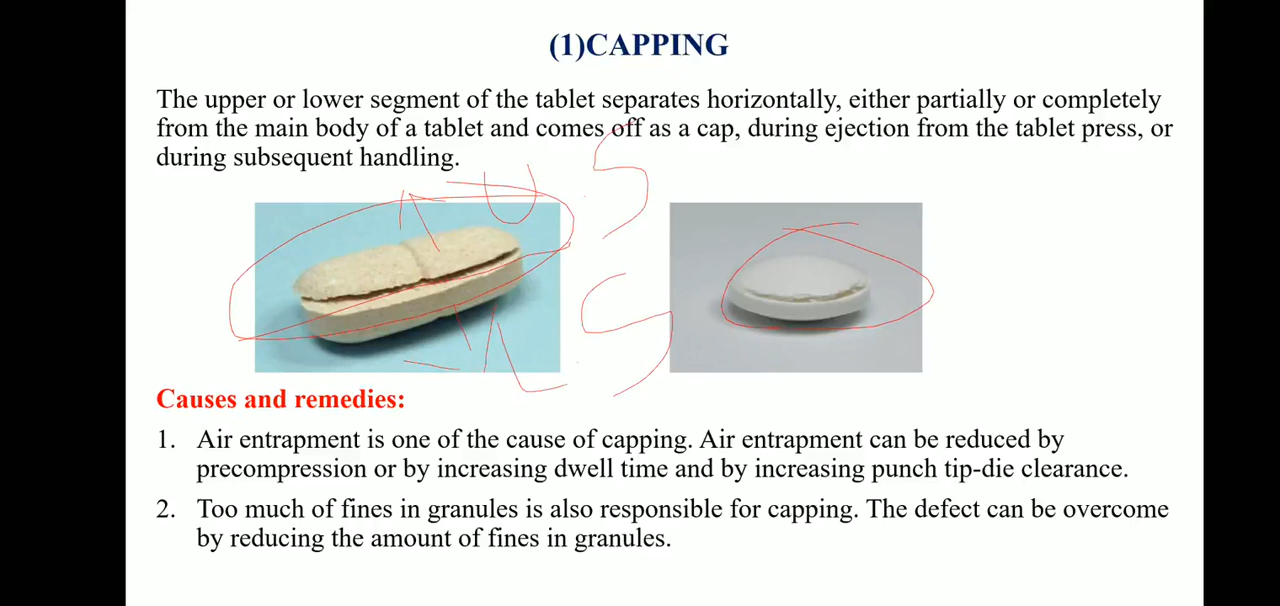 (1)CAPPING
The upper or lower segment of the tablet separates horizontally, either partially or completely
from the main body of a tablet and comes off as a cap, during ejection from the tablet press, or
during subsequent handling.
U S
L S
Causes and remedies:
1. Air entrapment is one of the cause of capping. Air entrapment can be reduced by
precompression or by increasing dwell time and by increasing punch tip-die clearance.
2. Too much of fines in granules is also responsible for capping. The defect can be overcome
by reducing the amount of fines in granules.